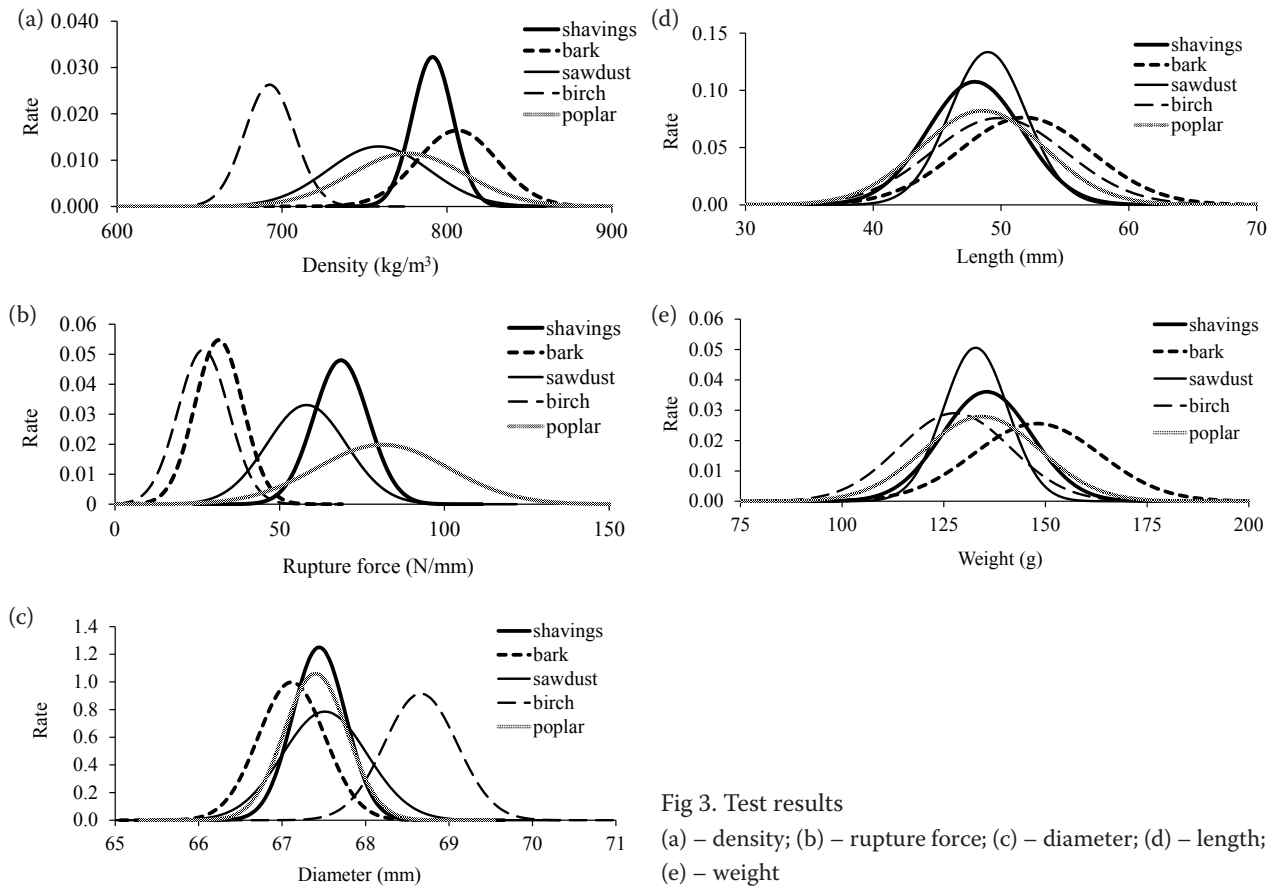 (a)
0.040
0.030
0.020
0.010
0.000
Rate
600 700 800 900
Density (kg/m³)
shavings
bark
sawdust
birch
poplar
(d)
0.15
0.10
0.05
0.00
Rate
30 40 50 60 70
Length (mm)
shavings
bark
sawdust
birch
poplar
(b)
0.06
0.05
0.04
0.03
0.02
0.01
0
Rate
0 50 100 150
Rupture force (N/mm)
shavings
bark
sawdust
birch
poplar
(e)
0.06
0.05
0.04
0.03
0.02
0.01
0.00
Rate
75 100 125 150 175 200
Weight (g)
shavings
bark
sawdust
birch
poplar
(c)
1.4
1.2
1.0
0.8
0.6
0.4
0.2
0.0
Rate
65 66 67 68 69 70 71
Diameter (mm)
shavings
bark
sawdust
birch
poplar
Fig 3. Test results
(a) – density; (b) – rupture force; (c) – diameter; (d) – length;
(e) – weight